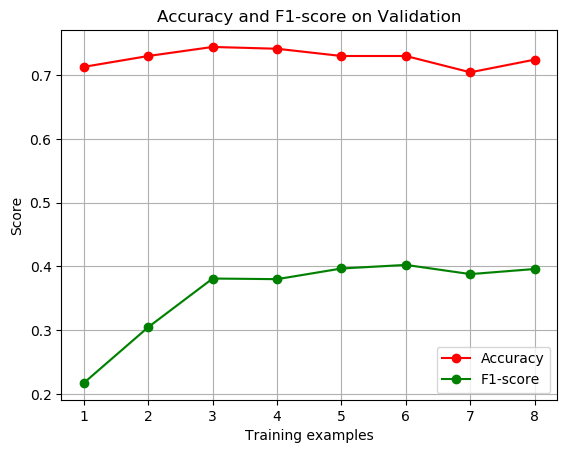 Accuracy and F1-score on Validation
0.7
0.6
0.5
0.4
0.3
0.2
Score
1 2 3 4 5 6 7 8
Training examples
Accuracy
F1-score